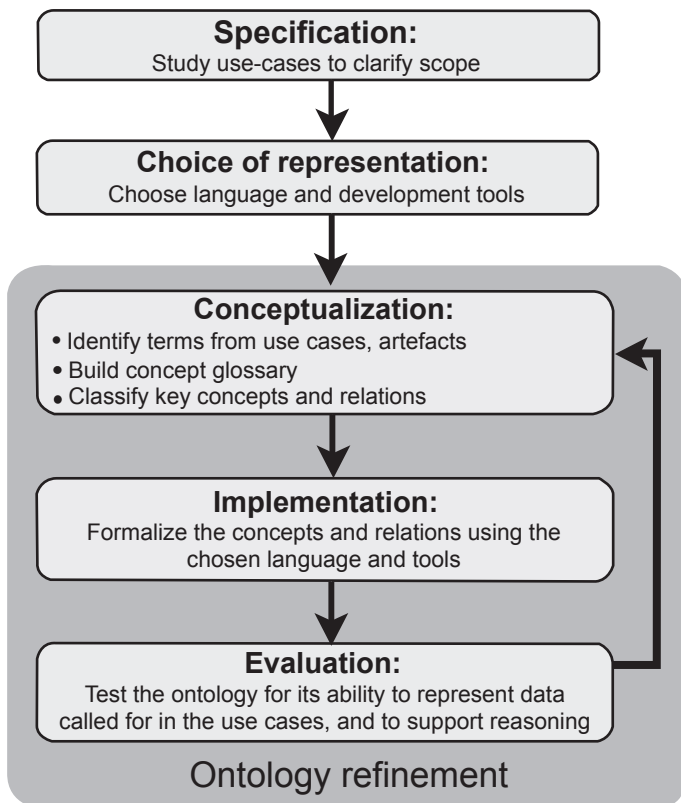 Specification:
Study use-cases to clarify scope
Choice of representation:
Choose language and development tools
Conceptualization:
• Identify terms from use cases, artefacts
• Build concept glossary
• Classify key concepts and relations
Implementation:
Formalize the concepts and relations using the
chosen language and tools
Evaluation:
Test the ontology for its ability to represent data
called for in the use cases, and to support reasoning
Ontology refinement